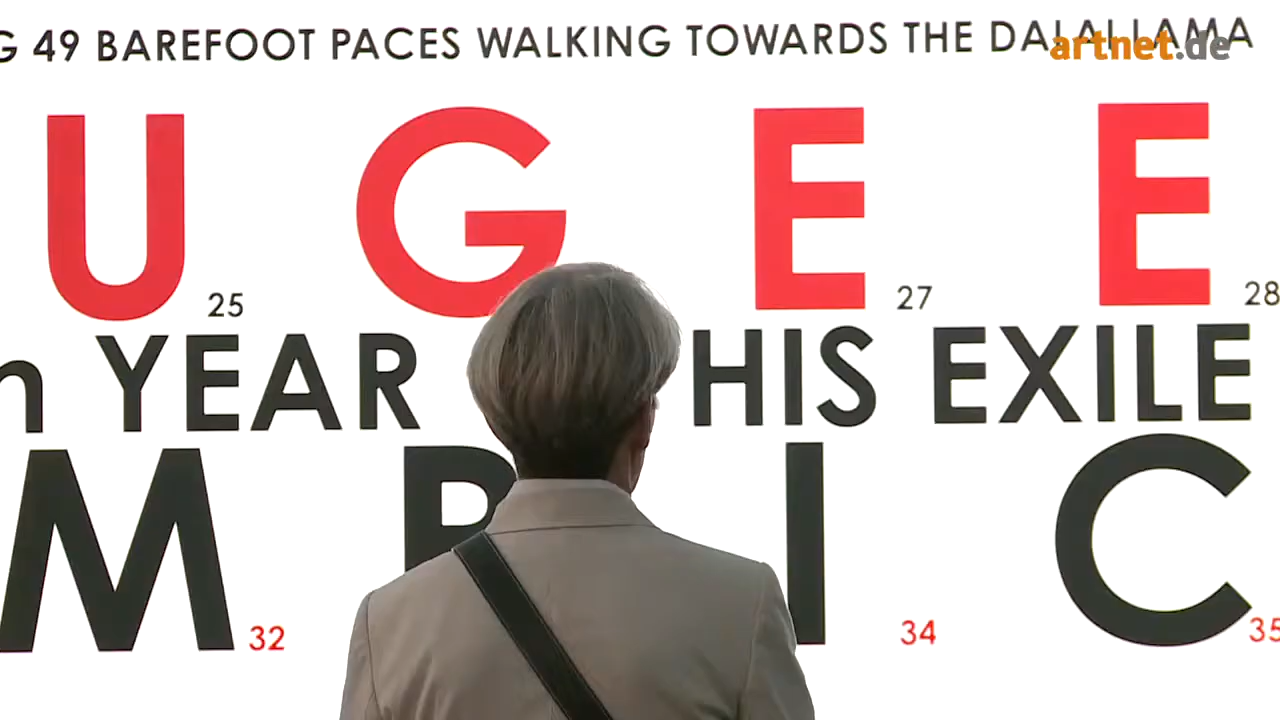 G 49 BAREFOOT PACES WALKING TOWARDS THE DALAI LAMA
artnet.de
U G E E
25 27 28
n YEAR HIS EXILE
M R I C
32 34 35